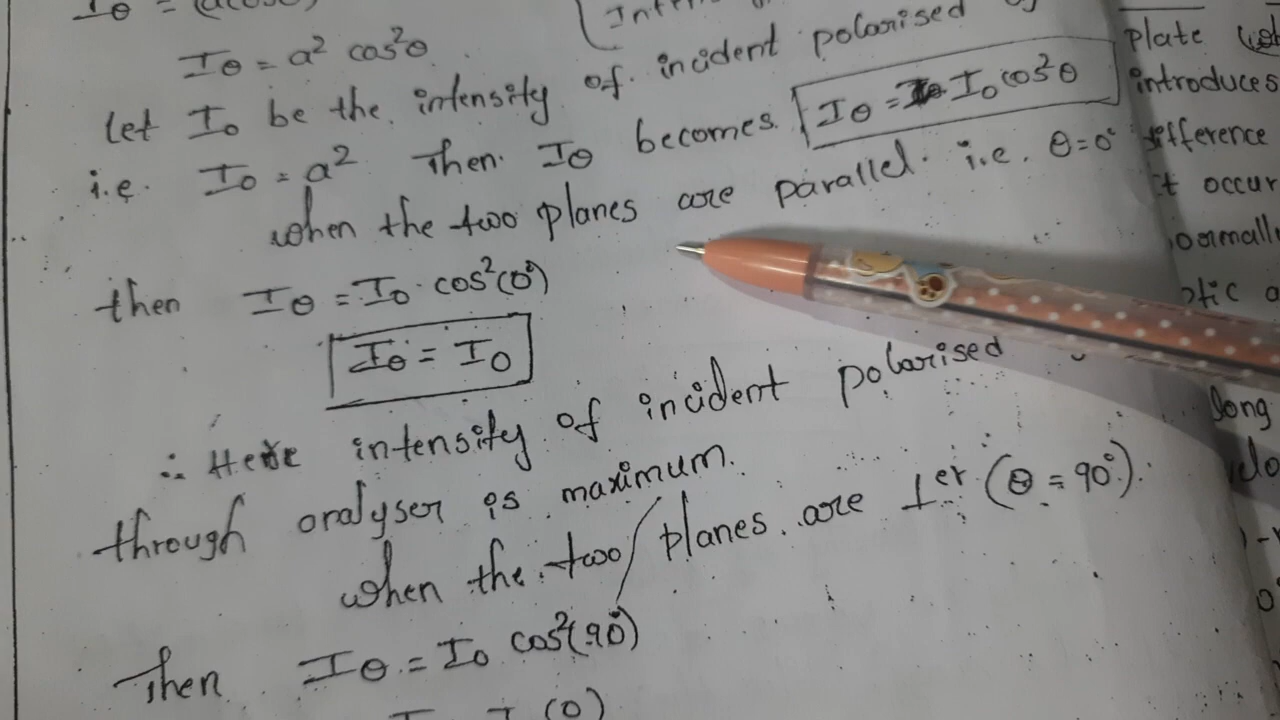 Iθ = a² cos²θ
Let I₀ be the intensity of incident polarised
i.e. I₀ = a² Then Iθ becomes Iθ = I₀ cos²θ
when the two planes are parallel. i.e. θ=0°
then Iθ = I₀ cos²(0°)
Iθ = I₀
∴ Here intensity of incident polarised
through analyser is maximum.
when the two planes are ⊥er (θ = 90°).
Then Iθ = I₀ cos²(90°)
(0)
plate
introduces
difference
occur
long